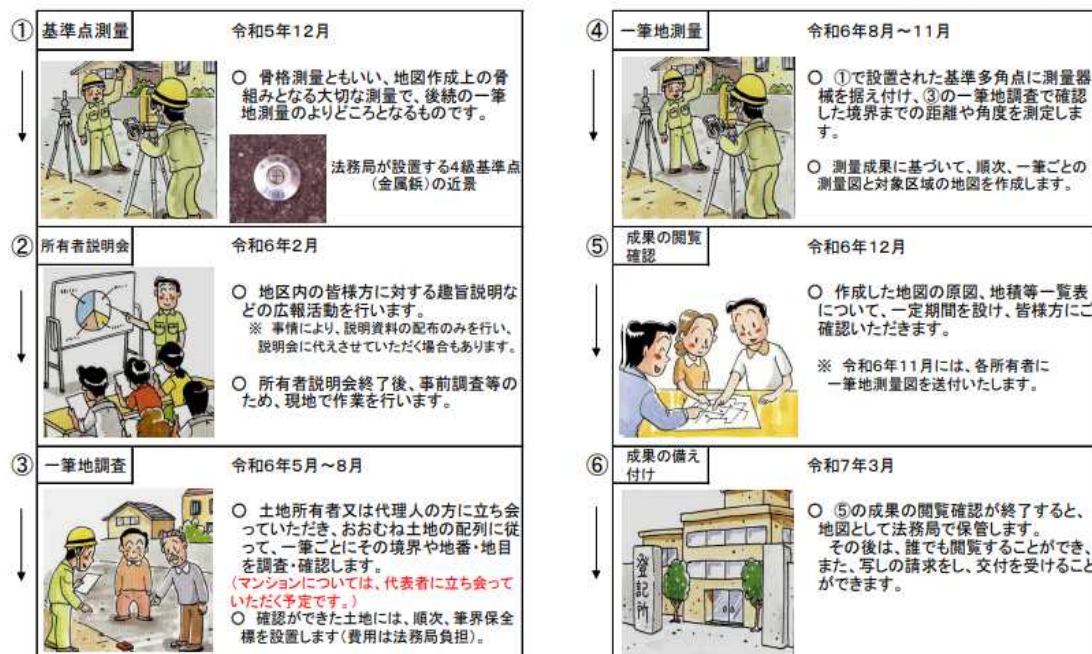 ① 基準点測量 令和5年12月
○ 骨格測量ともいい、地図作成上の骨
組みとなる大切な測量で、後続の一筆
地測量のよりどころとなるものです。
法務局が設置する4級基準点
(金属鋲)の近景
② 所有者説明会 令和6年2月
○ 地区内の皆様方に対する趣旨説明な
どの広報活動を行います。
※ 事情により、説明資料の配布のみを行い、
説明会に代えさせていただく場合もあります。
○ 所有者説明会終了後、事前調査等の
ため、現地で作業を行います。
③ 一筆地調査 令和6年5月~8月
○ 土地所有者又は代理人の方に立ち会
っていただき、おおむね土地の配列に従
って、一筆ごとにその境界や地番・地目
を調査・確認します。
(マンションについては、代表者に立ち会って
いただく予定です。)
○ 確認ができた土地には、順次、筆界保全
標を設置します(費用は法務局負担)。
④ 一筆地測量 令和6年8月~11月
○ ①で設置された基準多角点に測量器
械を据え付け、③の一筆地調査で確認
した境界までの距離や角度を測定しま
す。
○ 測量成果に基づいて、順次、一筆ごとの
測量図と対象区域の地図を作成します。
⑤ 成果の閲覧
確認
令和6年12月
○ 作成した地図の原図、地積等一覧表
について、一定期間を設け、皆様方にご
確認いただきます。
※ 令和6年11月には、各所有者に
一筆地測量図を送付いたします。
⑥ 成果の備え
付け
令和7年3月
○ ⑤の成果の閲覧確認が終了すると、
地図として法務局で保管します。
その後は、誰でも閲覧することができ、
また、写しの請求をし、交付を受けること
ができます。
登記所